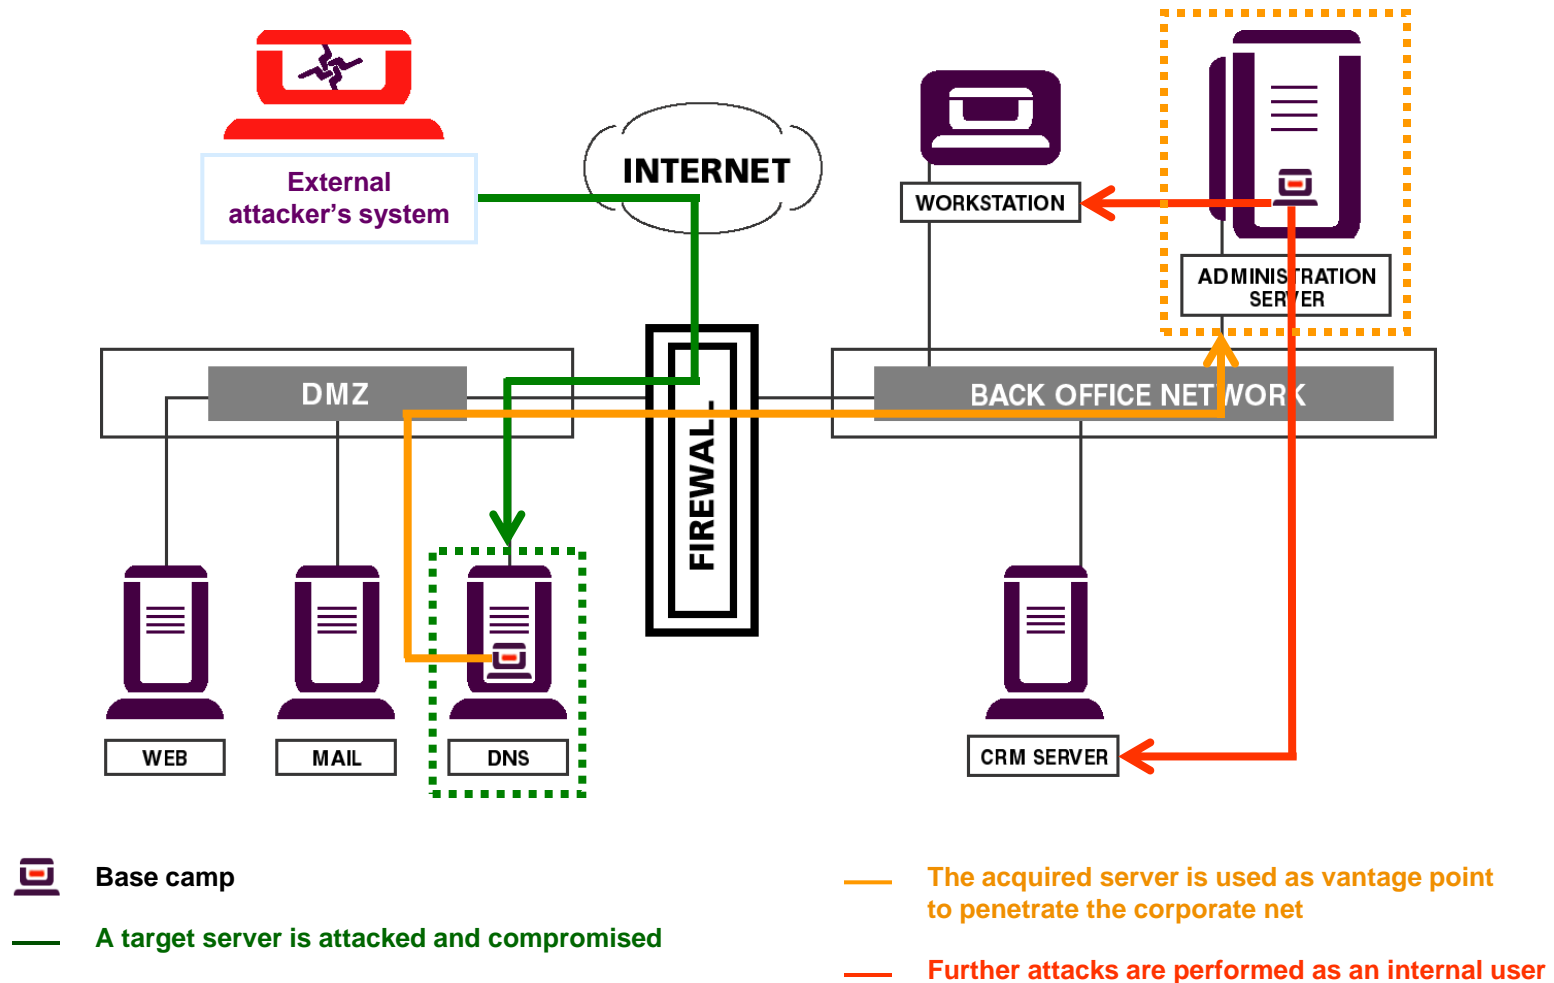 External
attacker’s system
INTERNET
WORKSTATION
ADMINISTRATION
SERVER
DMZ
FIREWALL
BACK OFFICE NETWORK
WEB
MAIL
DNS
CRM SERVER
Base camp
A target server is attacked and compromised
The acquired server is used as vantage point
to penetrate the corporate net
Further attacks are performed as an internal user